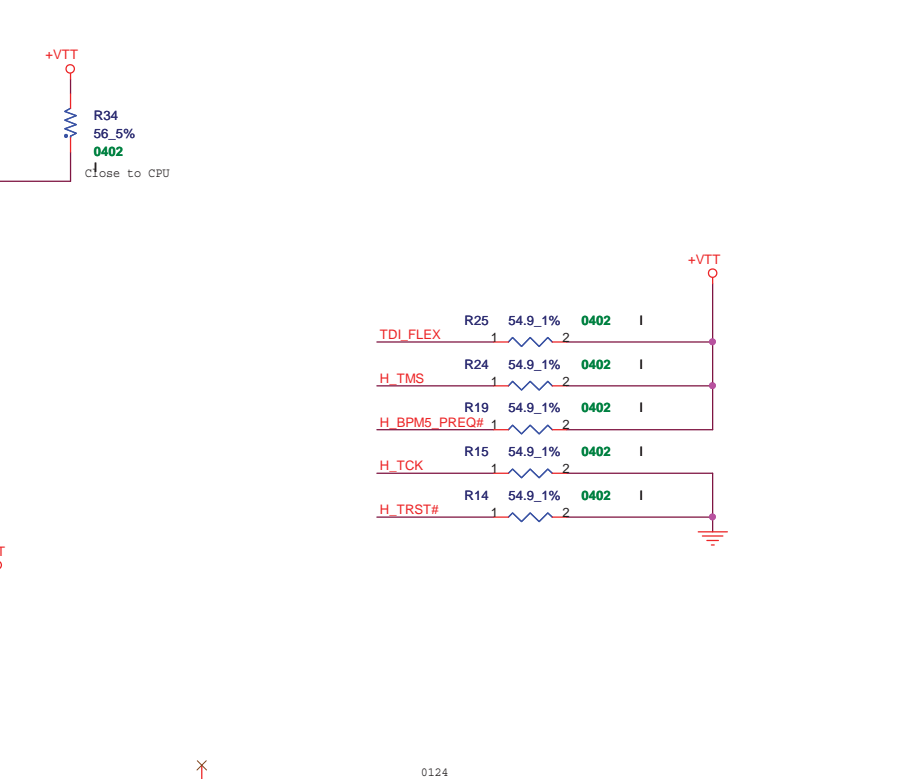 +VTT
R34
56_5%
0402
I
Close to CPU
+VTT
R25 54.9_1% 0402 I
TDI_FLEX 1 2
R24 54.9_1% 0402 I
H_TMS 1 2
R19 54.9_1% 0402 I
H_BPM5_PREQ# 1 2
R15 54.9_1% 0402 I
H_TCK 1 2
R14 54.9_1% 0402 I
H_TRST# 1 2
T
0124